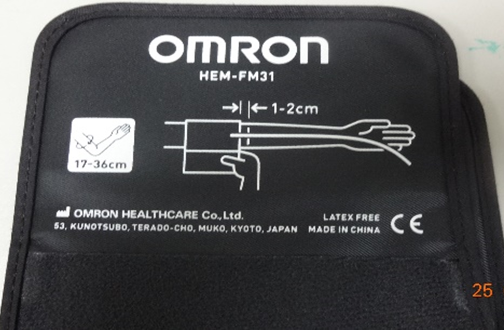 OMRON
HEM-FM31
1-2cm
17-36cm
OMRON HEALTHCARE Co.,Ltd.
53, KUNOTSUBO, TERADO-CHO, MUKO, KYOTO, JAPAN
LATEX FREE
MADE IN CHINA
CE
25